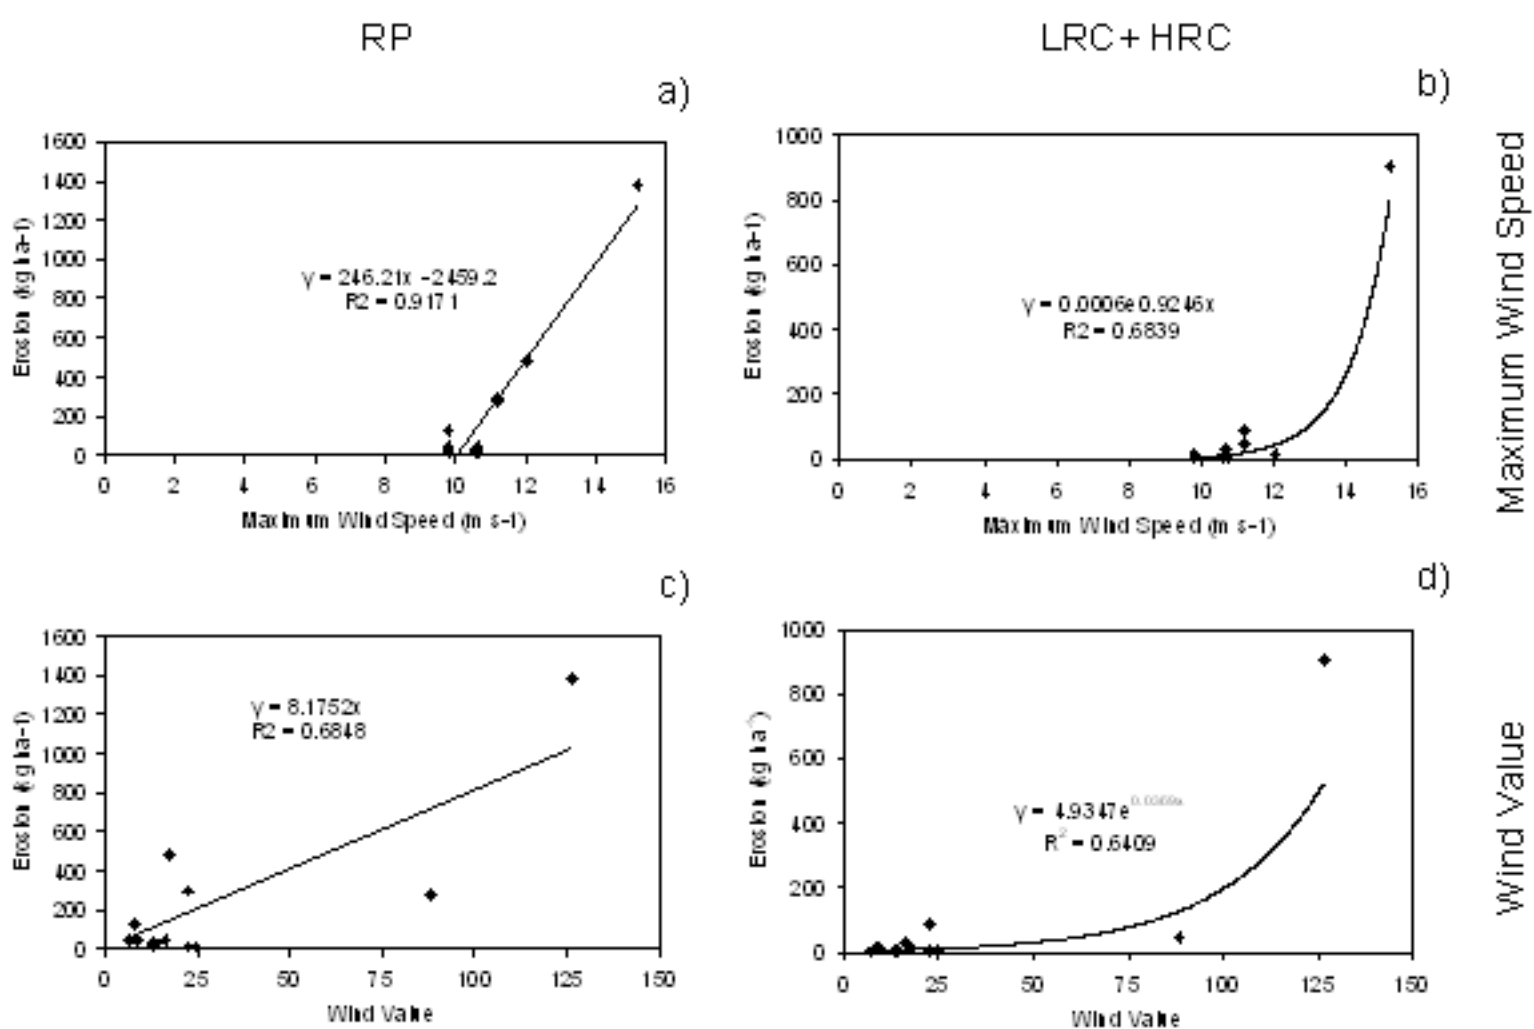 RP
LRC + HRC
a)
b)
1600
1400
1200
1000
800
600
400
200
0
Erosion (kg ha-1)
y = 246.21x - 2459.2
R2 = 0.9171
0 2 4 6 8 10 12 14 16
Maximum Wind Speed (m s-1)
1000
800
600
400
200
0
Erosion (kg ha-1)
y = 0.0006e0.9246x
R2 = 0.6839
0 2 4 6 8 10 12 14 16
Maximum Wind Speed (m s-1)
Maximum Wind Speed
c)
d)
1600
1400
1200
1000
800
600
400
200
0
Erosion (kg ha-1)
y = 8.1752x
R2 = 0.6848
0 25 50 75 100 125 150
Wind Value
1000
800
600
400
200
0
Erosion (kg ha-1)
y = 4.9347e0.0369x
R2 = 0.6409
0 25 50 75 100 125 150
Wind Value
Wind Value